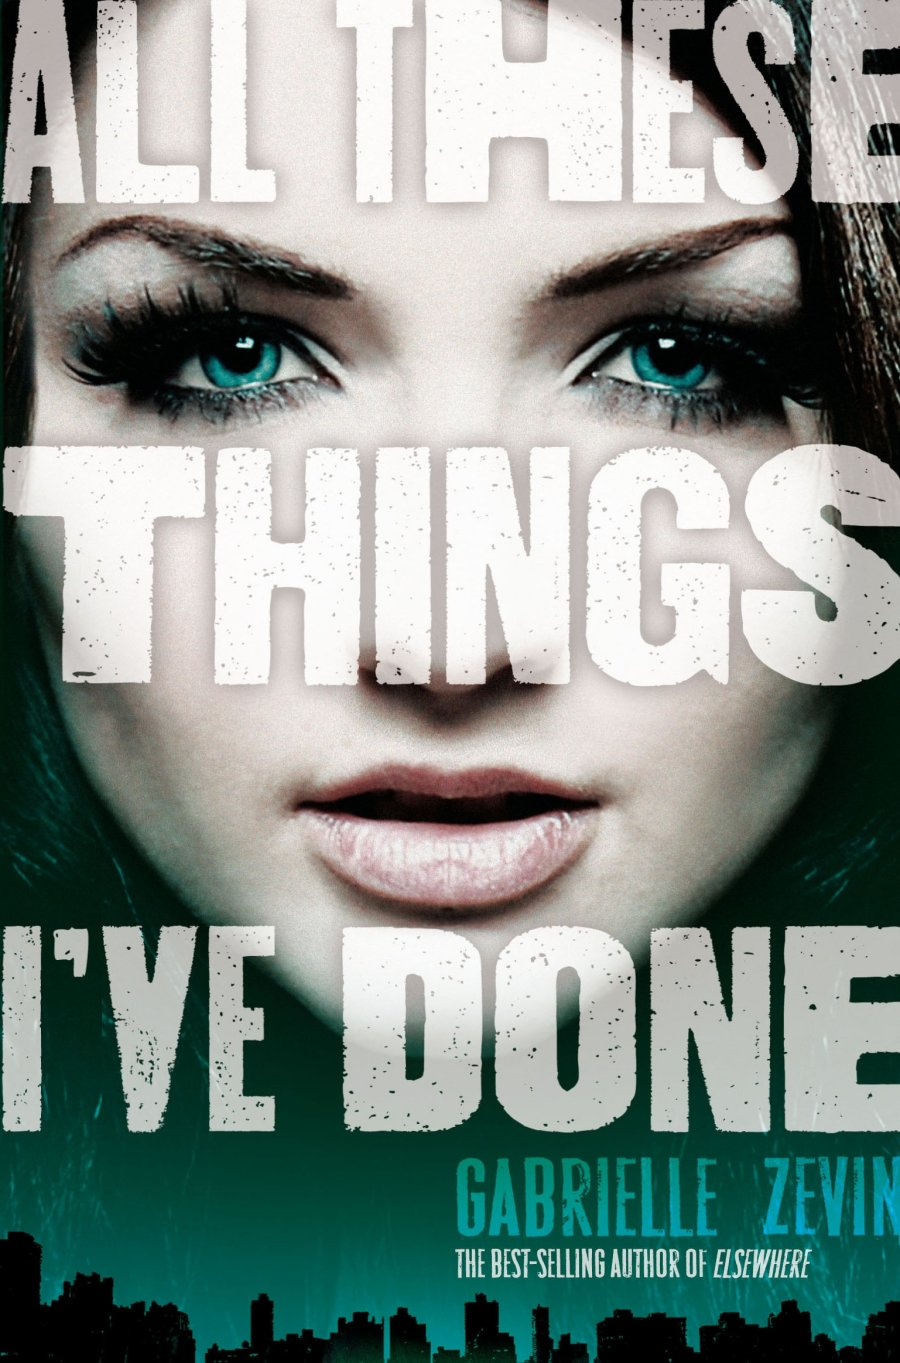 ALL THESE
THINGS
I'VE DONE
GABRIELLE ZEVIN
THE BEST-SELLING AUTHOR OF ELSEWHERE